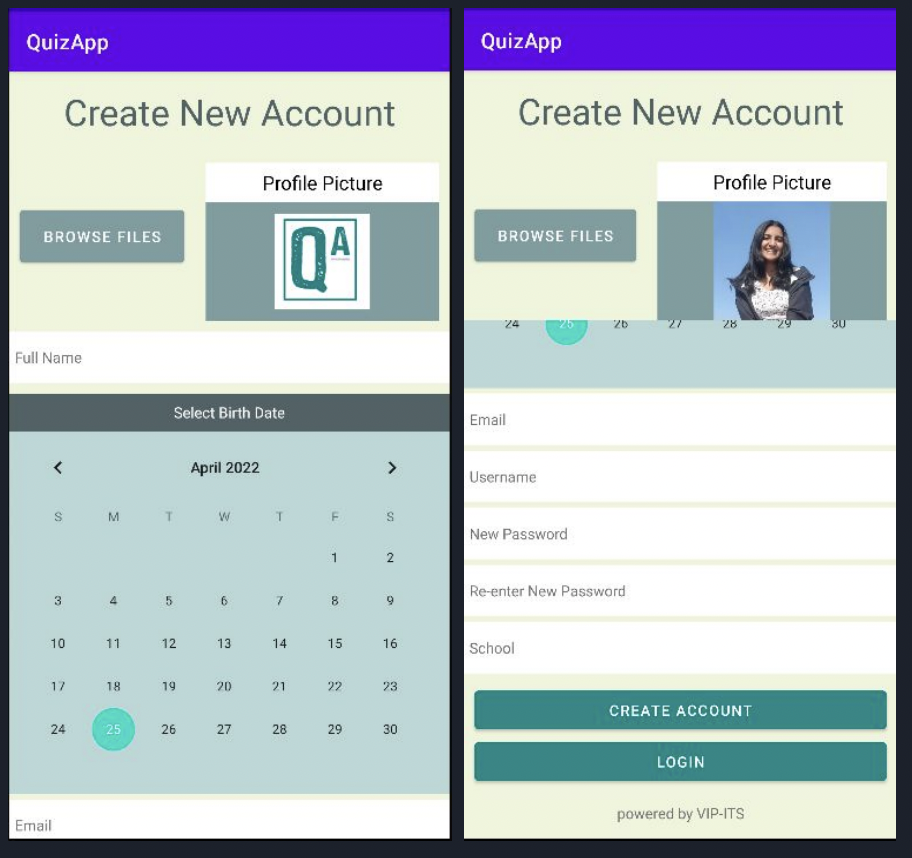 QuizApp
Create New Account
Profile Picture
BROWSE FILES
QA
Full Name
Select Birth Date
< April 2022 >
S M T W T F S
1 2
3 4 5 6 7 8 9
10 11 12 13 14 15 16
17 18 19 20 21 22 23
24 25 26 27 28 29 30
Email
QuizApp
Create New Account
Profile Picture
BROWSE FILES
24 25 26 27 28 29 30
Email
Username
New Password
Re-enter New Password
School
CREATE ACCOUNT
LOGIN
powered by VIP-ITS